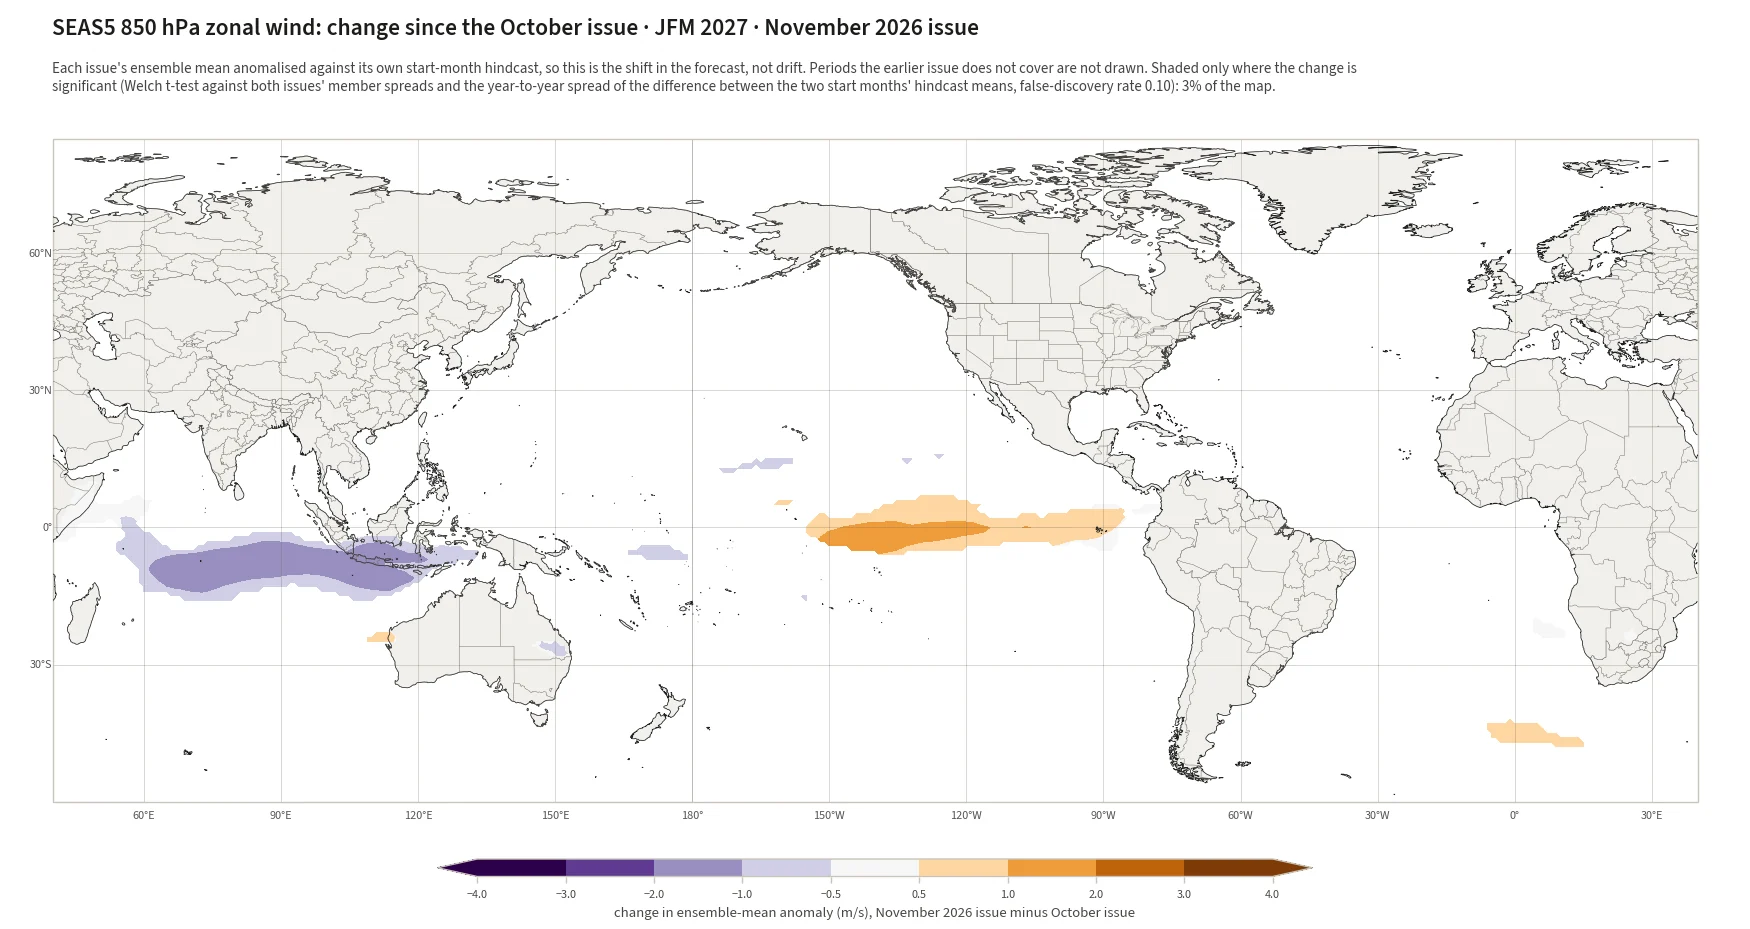 SEAS5 850 hPa zonal wind: change since the October issue · JFM 2027 · November 2026 issue
Each issue's ensemble mean anomalised against its own start-month hindcast, so this is the shift in the forecast, not drift. Periods the earlier issue does not cover are not drawn. Shaded only where the change is
significant (Welch t-test against both issues' member spreads and the year-to-year spread of the difference between the two start months' hindcast means, false-discovery rate 0.10): 3% of the map.
60°N
30°N
0°
30°S
60°E 90°E 120°E 150°E 180° 150°W 120°W 90°W 60°W 30°W 0° 30°E
−4.0 −3.0 −2.0 −1.0 −0.5 0.5 1.0 2.0 3.0 4.0
change in ensemble-mean anomaly (m/s), November 2026 issue minus October issue